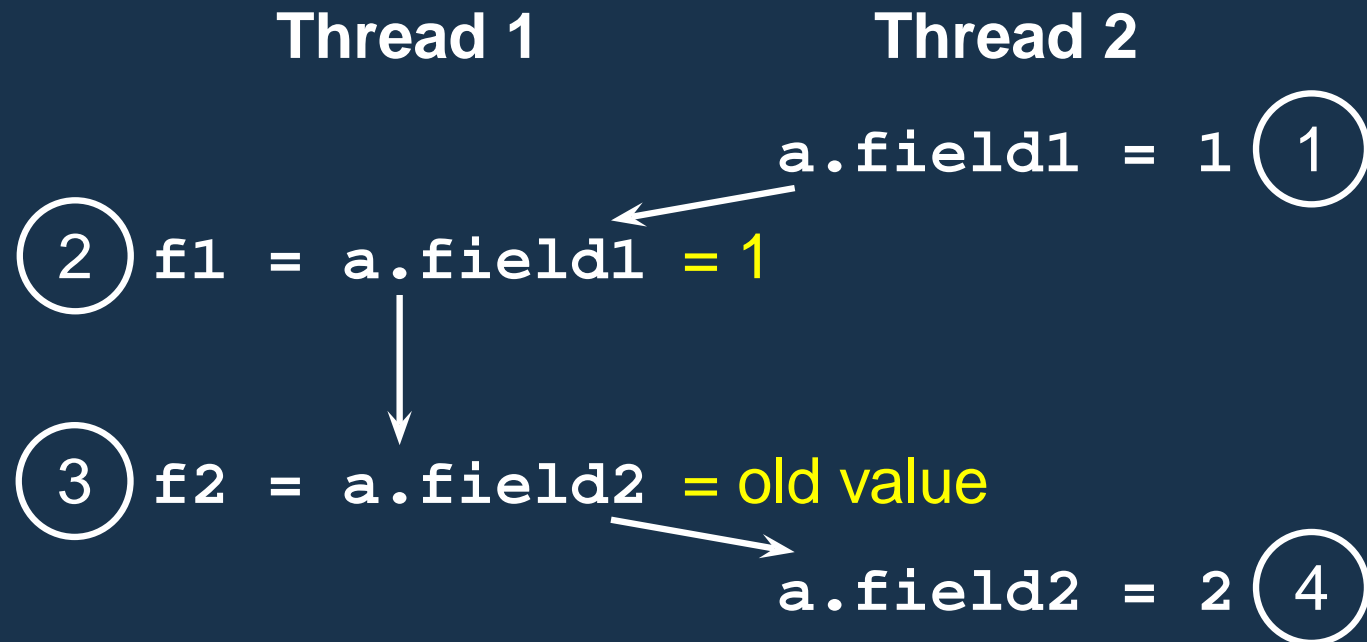 Thread 1 Thread 2
a.field1 = 1 1
2 f1 = a.field1 = 1
3 f2 = a.field2 = old value
a.field2 = 2 4